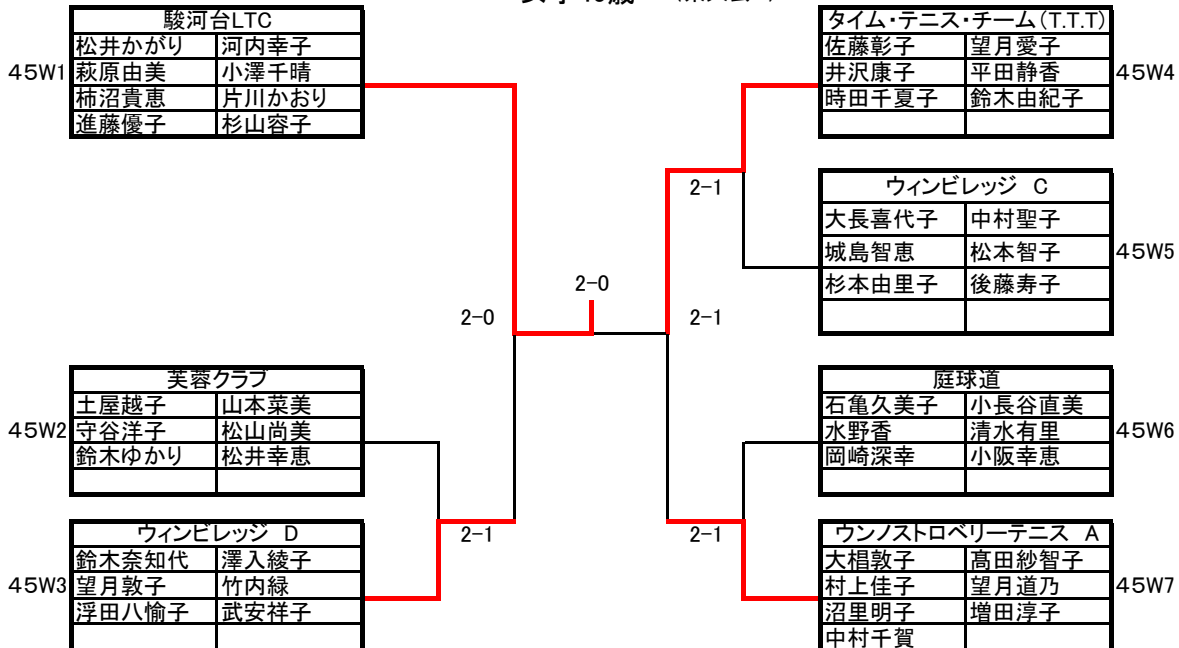 駿河台LTC
松井かがり 河内幸子
45W1 萩原由美 小澤千晴
柿沼貴恵 片川かおり
進藤優子 杉山容子
タイム・テニス・チーム(T.T.T)
佐藤彰子 望月愛子
井沢康子 平田静香 45W4
時田千夏子 鈴木由紀子
2-1
ウィンビレッジ C
大長喜代子 中村聖子
城島智恵 松本智子 45W5
杉本由里子 後藤寿子
2-0
2-0
2-1
芙蓉クラブ
土屋越子 山本菜美
45W2 守谷洋子 松山尚美
鈴木ゆかり 松井幸恵
庭球道
石亀久美子 小長谷直美
水野香 清水有里 45W6
岡崎深幸 小阪幸恵
2-1
2-1
ウィンビレッジ D
鈴木奈知代 澤入綾子
45W3 望月敦子 竹内緑
浮田八愉子 武安祥子
ウンノストロベリーテニス A
大椙敦子 髙田紗智子
村上佳子 望月道乃 45W7
沼里明子 増田淳子
中村千賀